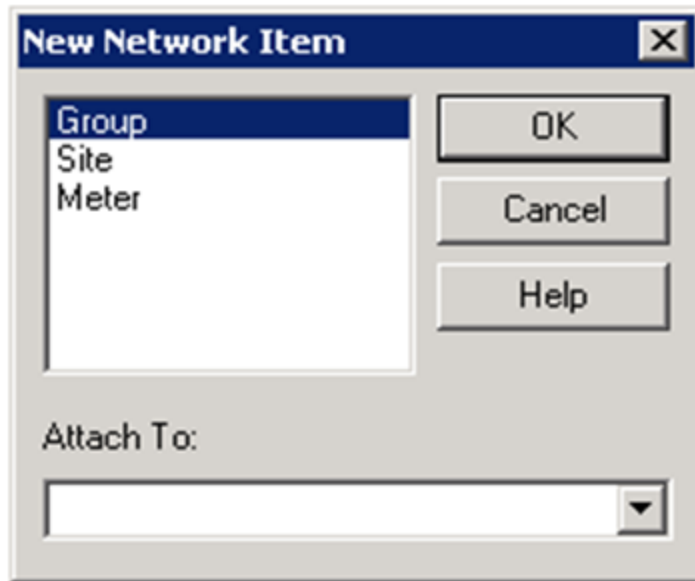 New Network Item
Group
Site
Meter
OK
Cancel
Help
Attach To: